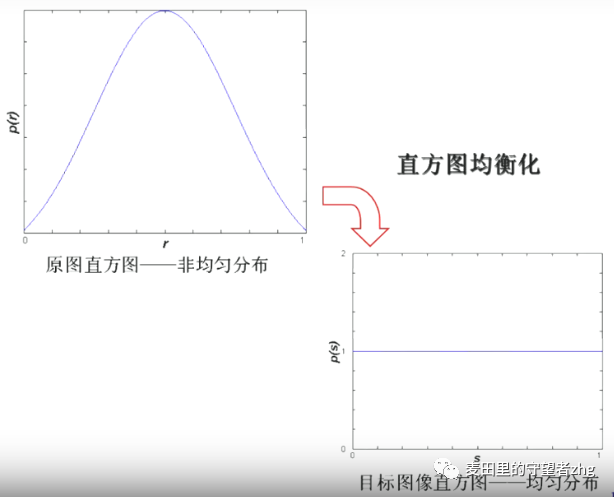 p(r)
0
r
1
原图直方图——非均匀分布
直方图均衡化
2
p(s)
1
0
s
1
麦田里的守望者zhg
目标图像直方图——均匀分布